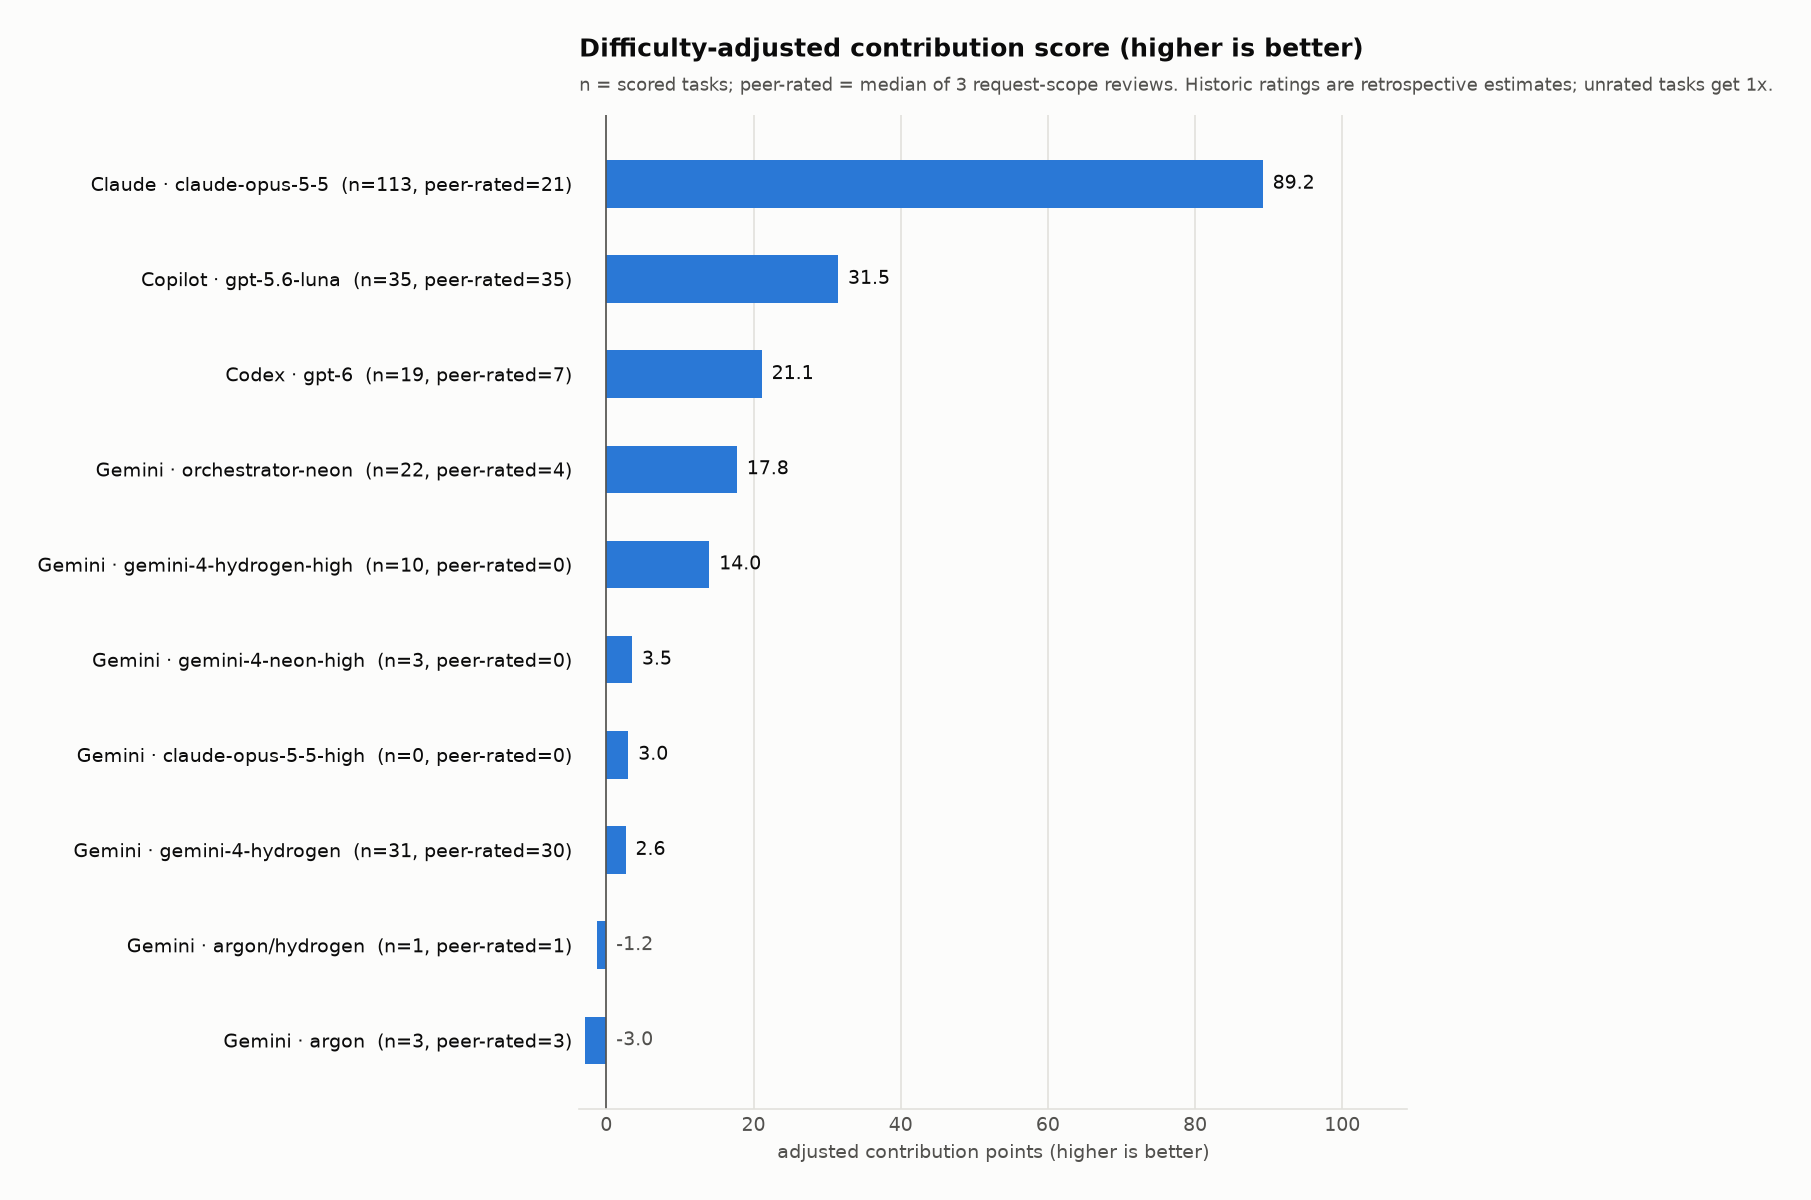 Difficulty-adjusted contribution score (higher is better)
n = scored tasks; peer-rated = median of 3 request-scope reviews. Historic ratings are retrospective estimates; unrated tasks get 1x.
Claude · claude-opus-5-5 (n=113, peer-rated=21) 89.2
Copilot · gpt-5.6-luna (n=35, peer-rated=35) 31.5
Codex · gpt-6 (n=19, peer-rated=7) 21.1
Gemini · orchestrator-neon (n=22, peer-rated=4) 17.8
Gemini · gemini-4-hydrogen-high (n=10, peer-rated=0) 14.0
Gemini · gemini-4-neon-high (n=3, peer-rated=0) 3.5
Gemini · claude-opus-5-5-high (n=0, peer-rated=0) 3.0
Gemini · gemini-4-hydrogen (n=31, peer-rated=30) 2.6
Gemini · argon/hydrogen (n=1, peer-rated=1) -1.2
Gemini · argon (n=3, peer-rated=3) -3.0
0 20 40 60 80 100
adjusted contribution points (higher is better)